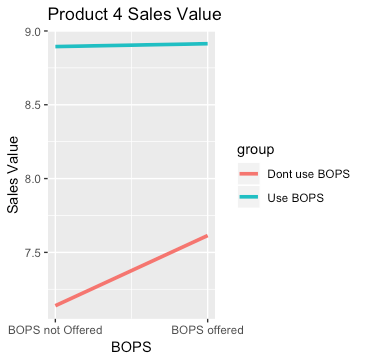 Product 4 Sales Value
9.0
8.5
8.0
7.5
Sales Value
BOPS not Offered
BOPS offered
BOPS
group
Dont use BOPS
Use BOPS